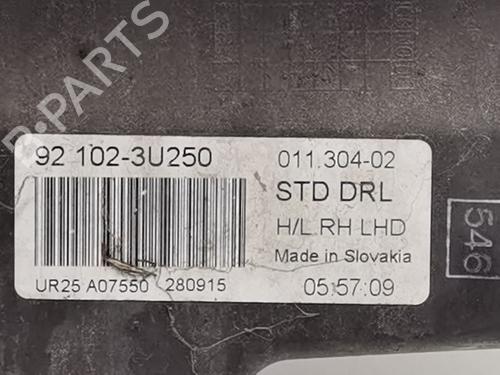 B-PARTS
92 102-3U250
011.304-02
STD DRL
H/L RH LHD
Made in Slovakia
UR25 A07550 280915
05:57:09
546